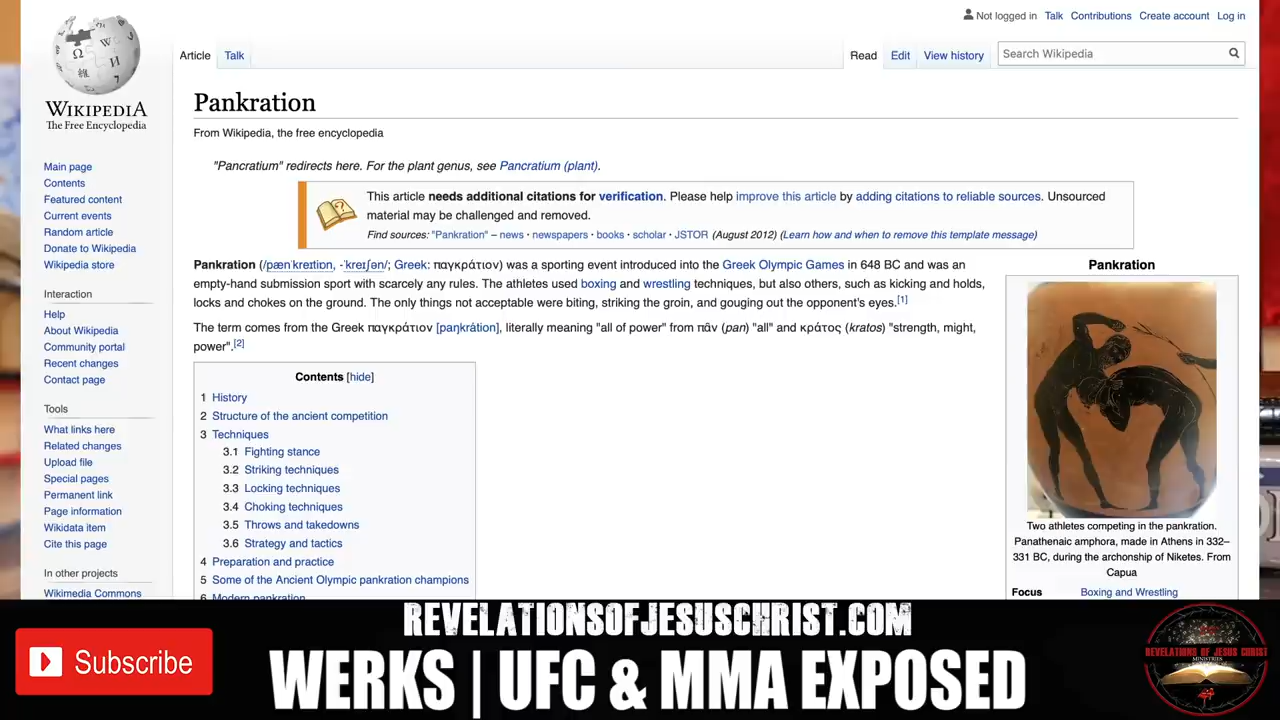 Not logged in Talk Contributions Create account Log in
Article Talk
Read Edit View history
Search Wikipedia
WIKIPEDIA
The Free Encyclopedia
Main page
Contents
Featured content
Current events
Random article
Donate to Wikipedia
Wikipedia store
Interaction
Help
About Wikipedia
Community portal
Recent changes
Contact page
Tools
What links here
Related changes
Upload file
Special pages
Permanent link
Page information
Wikidata item
Cite this page
In other projects
Wikimedia Commons
Pankration
From Wikipedia, the free encyclopedia
"Pancratium" redirects here. For the plant genus, see Pancratium (plant).
This article needs additional citations for verification. Please help improve this article by adding citations to reliable sources. Unsourced
material may be challenged and removed.
Find sources: "Pankration" – news · newspapers · books · scholar · JSTOR (August 2012) (Learn how and when to remove this template message)
Pankration (/pænˈkreɪtiɒn, -ˈkreɪʃən/; Greek: παγκράτιον) was a sporting event introduced into the Greek Olympic Games in 648 BC and was an
empty-hand submission sport with scarcely any rules. The athletes used boxing and wrestling techniques, but also others, such as kicking and holds,
locks and chokes on the ground. The only things not acceptable were biting, striking the groin, and gouging out the opponent's eyes.[1]
The term comes from the Greek παγκράτιον [paŋkrátion], literally meaning "all of power" from πᾶν (pan) "all" and κράτος (kratos) "strength, might,
power".[2]
Contents [hide]
1 History
2 Structure of the ancient competition
3 Techniques
3.1 Fighting stance
3.2 Striking techniques
3.3 Locking techniques
3.4 Choking techniques
3.5 Throws and takedowns
3.6 Strategy and tactics
4 Preparation and practice
5 Some of the Ancient Olympic pankration champions
6 Modern pankration
Pankration
Two athletes competing in the pankration.
Panathenaic amphora, made in Athens in 332–
331 BC, during the archonship of Niketes. From
Capua
Focus Boxing and Wrestling
REVELATIONSOFJESUSCHRIST.COM
Subscribe
WERKS | UFC & MMA EXPOSED
REVELATIONS OF JESUS CHRIST
MINISTRIES